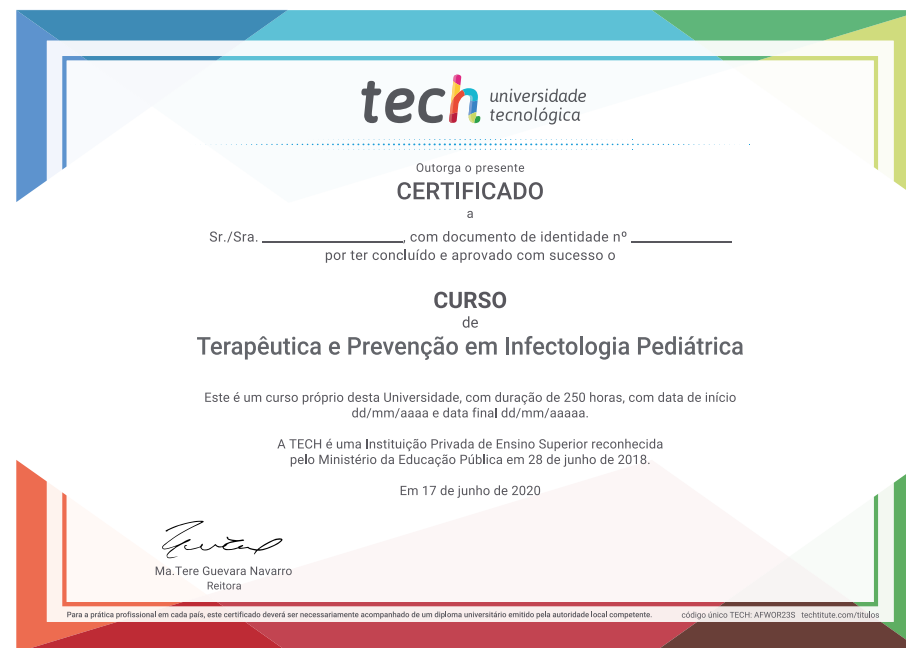 tech universidade
tecnológica
Outorga o presente
CERTIFICADO
a
Sr./Sra. ____________________, com documento de identidade nº ______________
por ter concluído e aprovado com sucesso o
CURSO
de
Terapêutica e Prevenção em Infectologia Pediátrica
Este é um curso próprio desta Universidade, com duração de 250 horas, com data de início
dd/mm/aaaa e data final dd/mm/aaaaa.
A TECH é uma Instituição Privada de Ensino Superior reconhecida
pelo Ministério da Educação Pública em 28 de junho de 2018.
Em 17 de junho de 2020
Ma.Tere Guevara Navarro
Reitora
Para a prática profissional em cada país, este certificado deverá ser necessariamente acompanhado de um diploma universitário emitido pela autoridade local competente. código único TECH: AFWOR23S techtitute.com/titulos